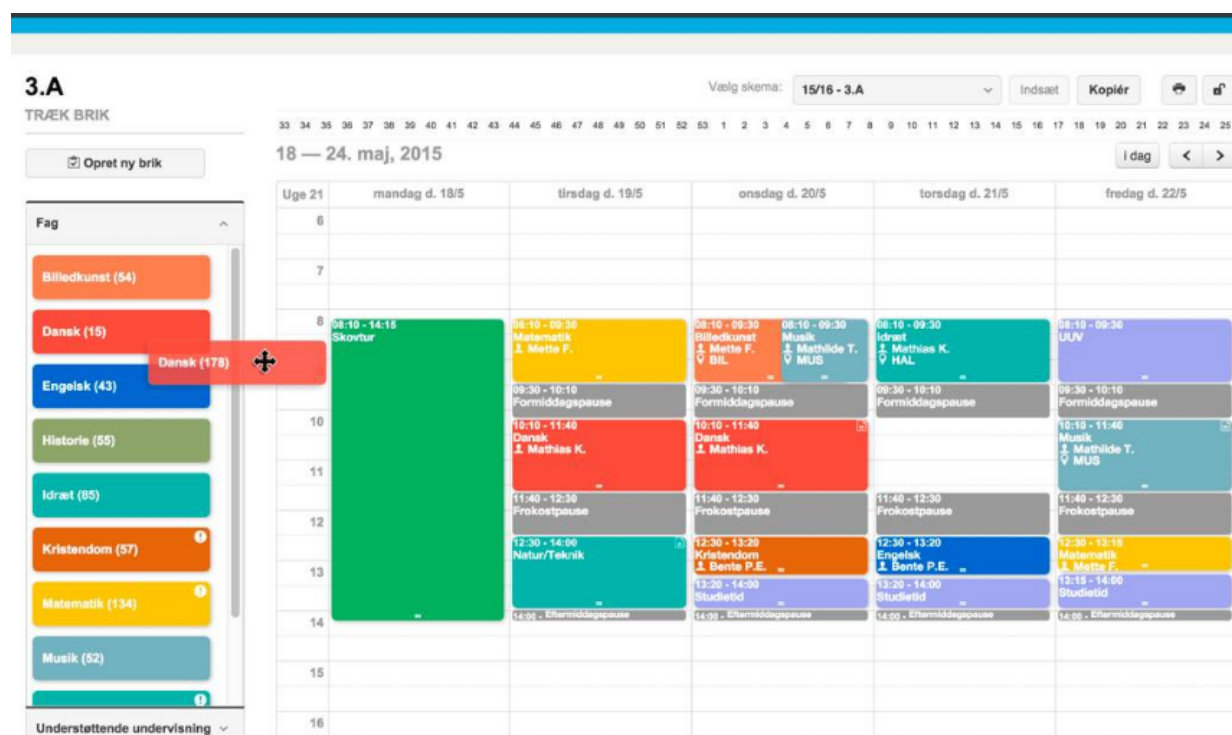 3.A
TRÆK BRIK
Opret ny brik
Fag
Billedkunst (54)
Dansk (15)
Dansk (178)
Engelsk (43)
Historie (55)
Idræt (85)
Kristendom (57)
Matematik (134)
Musik (52)
Understøttende undervisning
Vælg skema: 15/16 - 3.A Indsæt Kopiér
33 34 35 36 37 38 39 40 41 42 43 44 45 46 47 48 49 50 51 52 53 1 2 3 4 5 6 7 8 9 10 11 12 13 14 15 16 17 18 19 20 21 22 23 24 25
18 — 24. maj, 2015 i dag
Uge 21 mandag d. 18/5 tirsdag d. 19/5 onsdag d. 20/5 torsdag d. 21/5 fredag d. 22/5
6
7
8
10
11
12
13
14
15
16
08:10 - 14:15
Skovtur
08:10 - 09:30
Matematik
Mette F.
09:30 - 10:10
Formiddagspause
10:10 - 11:40
Dansk
Mathias K.
11:40 - 12:30
Frokostpause
12:30 - 14:00
Natur/Teknik
14:00 - Eftermiddagspause
08:10 - 09:30
Billedkunst
Mette F.
BIL
08:10 - 09:30
Musik
Mathilde T.
MUS
09:30 - 10:10
Formiddagspause
10:10 - 11:40
Dansk
Mathias K.
11:40 - 12:30
Frokostpause
12:30 - 13:20
Kristendom
Bente P.E.
13:20 - 14:00
Studietid
14:00 - Eftermiddagspause
08:10 - 09:30
Idræt
Mathias K.
HAL
09:30 - 10:10
Formiddagspause
11:40 - 12:30
Frokostpause
12:30 - 13:20
Engelsk
Bente P.E.
13:20 - 14:00
Studietid
14:00 - Eftermiddagspause
08:10 - 09:30
UUV
09:30 - 10:10
Formiddagspause
10:10 - 11:40
Musik
Mathilde T.
MUS
11:40 - 12:30
Frokostpause
12:30 - 13:15
Matematik
Mette F.
13:15 - 14:00
Studietid
14:00 - Eftermiddagspause